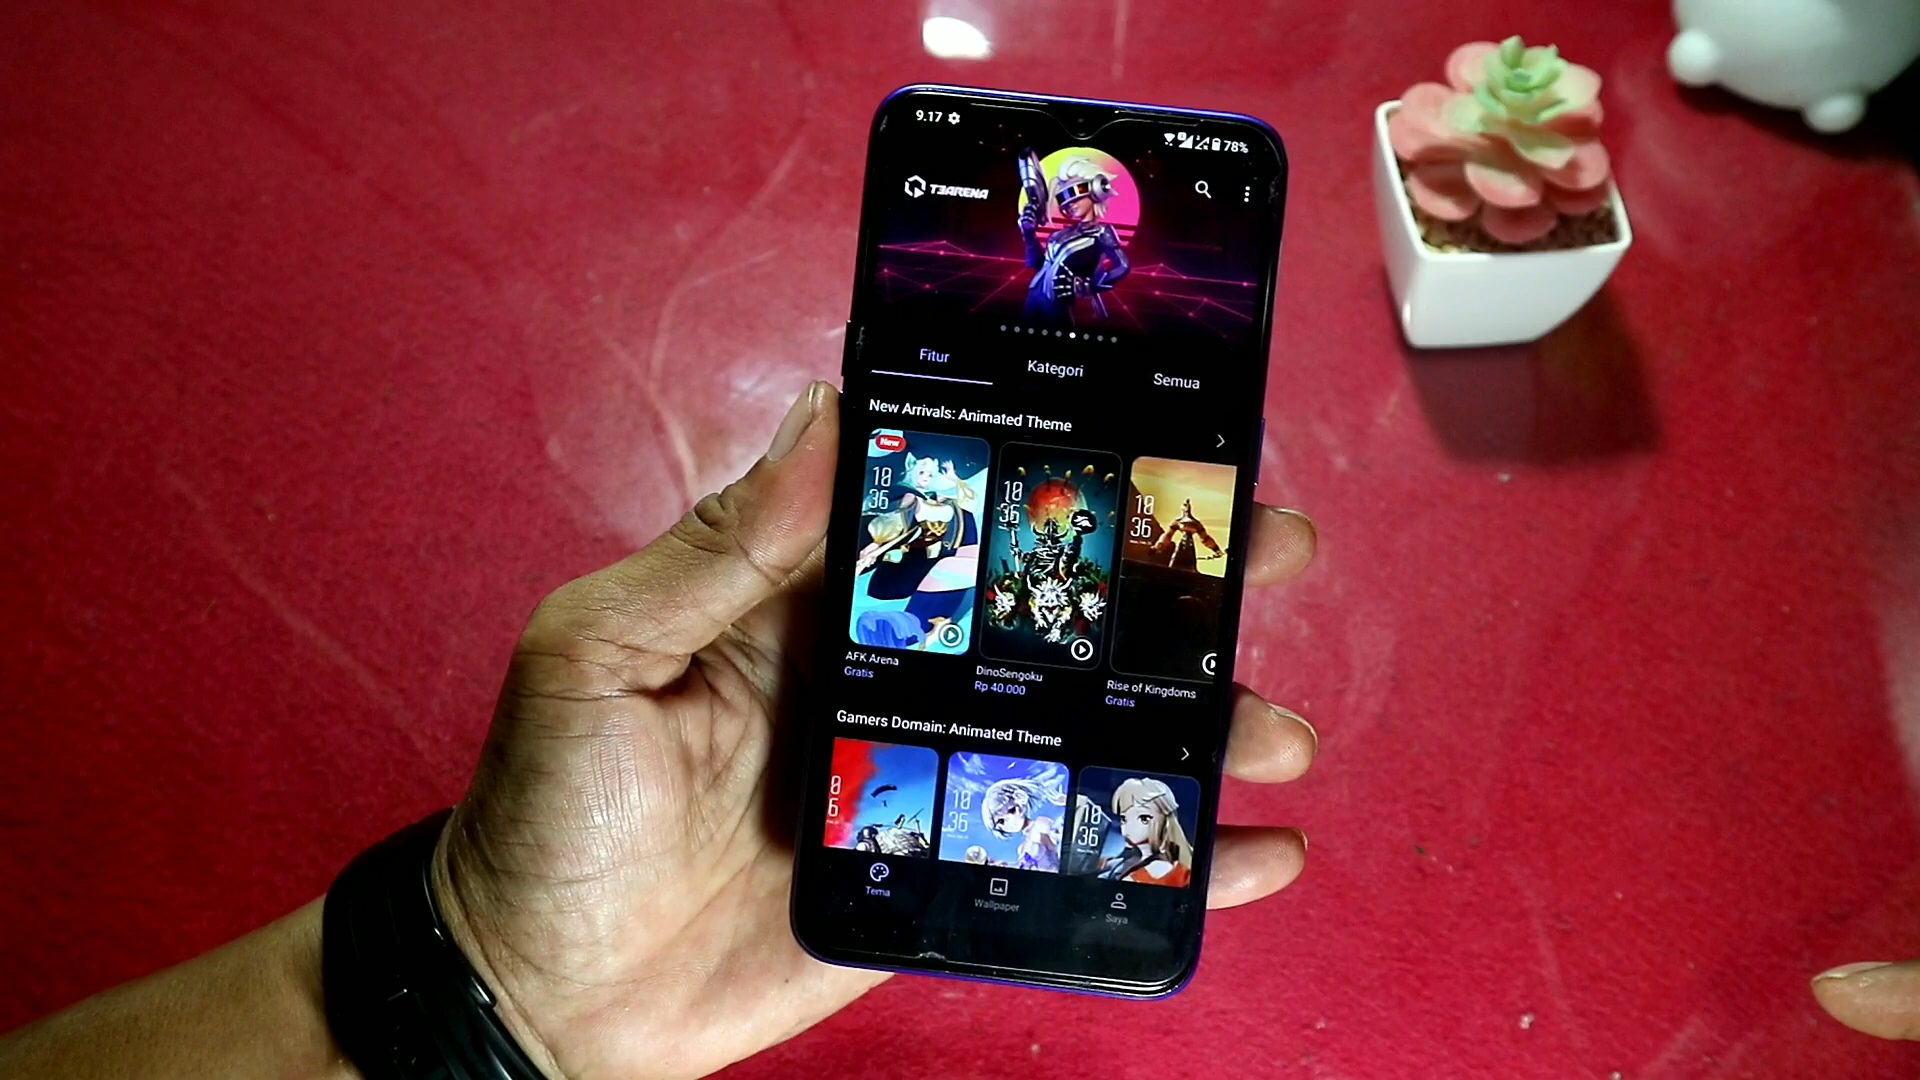 9.17
78%
T3ARENA
Fitur
Kategori
Semua
New Arrivals: Animated Theme
New
18
36
18
36
18
36
AFK Arena
Gratis
DinoSengoku
Rp 40.000
Rise of Kingdoms
Gratis
Gamers Domain: Animated Theme
8
6
18
36
18
36
Tema
Wallpaper
Saya